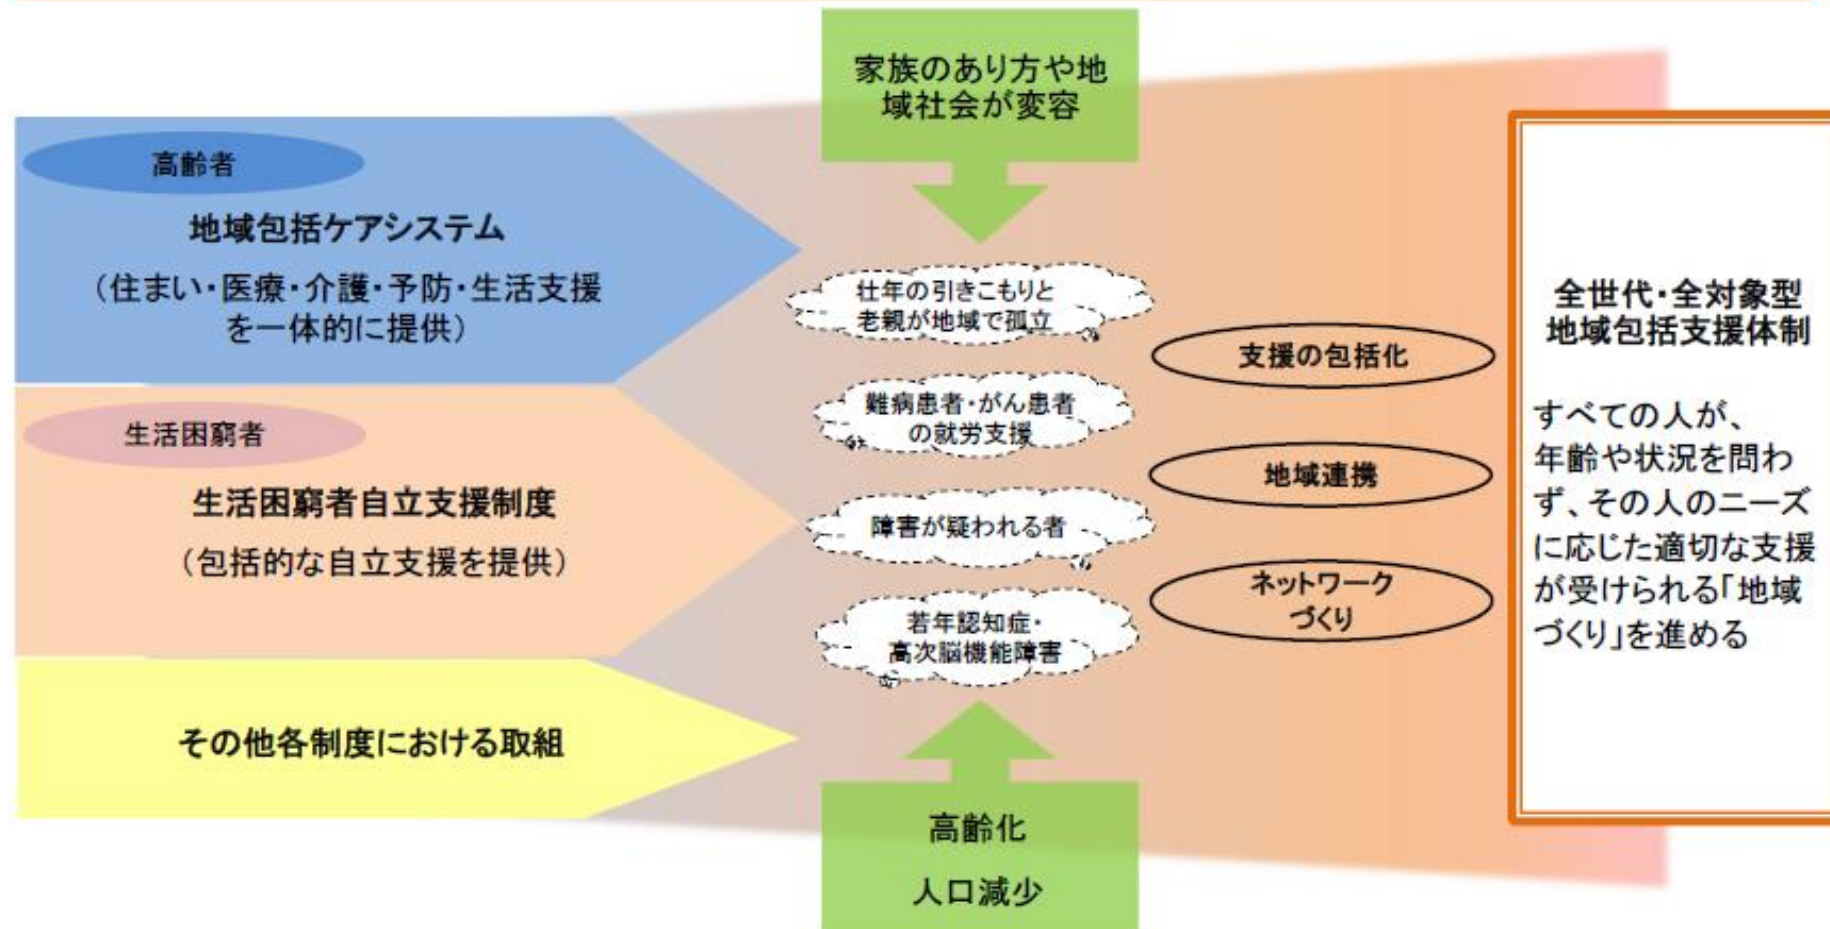 家族のあり方や地
域社会が変容
高齢者
地域包括ケアシステム
（住まい・医療・介護・予防・生活支援
を一体的に提供）
生活困窮者
生活困窮者自立支援制度
（包括的な自立支援を提供）
その他各制度における取組
壮年の引きこもりと
老親が地域で孤立
難病患者・がん患者
の就労支援
障害が疑われる者
若年認知症・
高次脳機能障害
高齢化
人口減少
支援の包括化
地域連携
ネットワーク
づくり
全世代・全対象型
地域包括支援体制
すべての人が、
年齢や状況を問わ
ず、その人のニーズ
に応じた適切な支援
が受けられる「地域
づくり」を進める